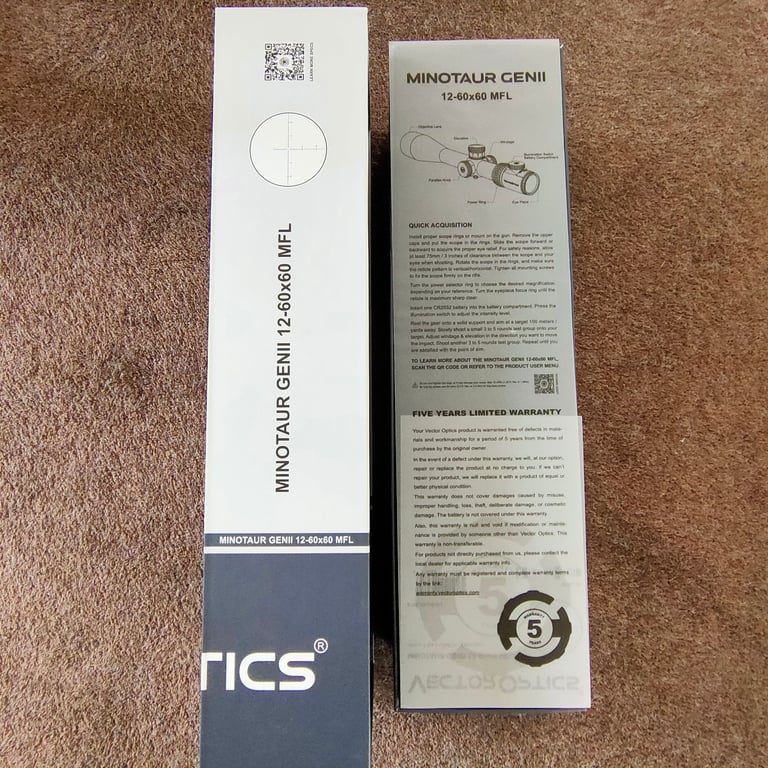 LEARN MORE SPECS
MINOTAUR GENII 12-60x60 MFL
MINOTAUR GENII 12-60x60 MFL
TICS®
MINOTAUR GENII
12-60x60 MFL
Objective Lens
Elevation
Windage
Illumination Switch
Battery Compartment
Parallax Knob
Power Ring
Eye Piece
QUICK ACQUISITION
Install proper scope rings or mount on the gun. Remove the upper
caps and put the scope in the rings. Slide the scope forward or
backward to acquire the proper eye relief. For safety reasons, allow
at least 75mm / 3 inches of clearance between the scope and your
eyes when shooting. Rotate the scope in the rings, and make sure
the reticle pattern is vertical/horizontal. Tighten all mounting screws
to fix the scope firmly on the rifle.
Turn the power selector ring to choose the desired magnification
depending on your reference. Turn the eyepiece focus ring until the
reticle is maximum sharp clear.
Install one CR2032 battery into the battery compartment. Press the
illumination switch to adjust the intensity level.
Rest the gun onto a solid support and aim at a target 100 meters /
yards away. Slowly shoot a small 3 to 5 rounds test group onto your
target. Adjust windage & elevation in the direction you want to move
the impact. Shoot another 3 to 5 rounds test group. Repeat until you
are satisfied with the point of aim.
TO LEARN MORE ABOUT THE MINOTAUR GENII 12-60x60 MFL,
SCAN THE QR CODE OR REFER TO THE PRODUCT USER MENU.
FIVE YEARS LIMITED WARRANTY
Your Vector Optics product is warranted free of defects in mate-
rials and workmanship for a period of 5 years from the time of
purchase by the original owner.
In the event of a defect under this warranty, we will, at our option,
repair or replace the product at no charge to you. If we can't
repair your product, we will replace it with a product of equal or
better physical condition.
This warranty does not cover damages caused by misuse,
improper handling, loss, theft, deliberate damage, or cosmetic
damage. The battery is not covered under this warranty.
Also, this warranty is null and void if modification or mainte-
nance is provided by someone other than Vector Optics. This
warranty is non-transferable.
For products not directly purchased from us, please contact the
local dealer for applicable warranty info.
Any warranty must be registered and complete warranty terms
by the link:
warranty.vectoroptics.com
WARRANTY
5
YEARS
VECTOR OPTICS